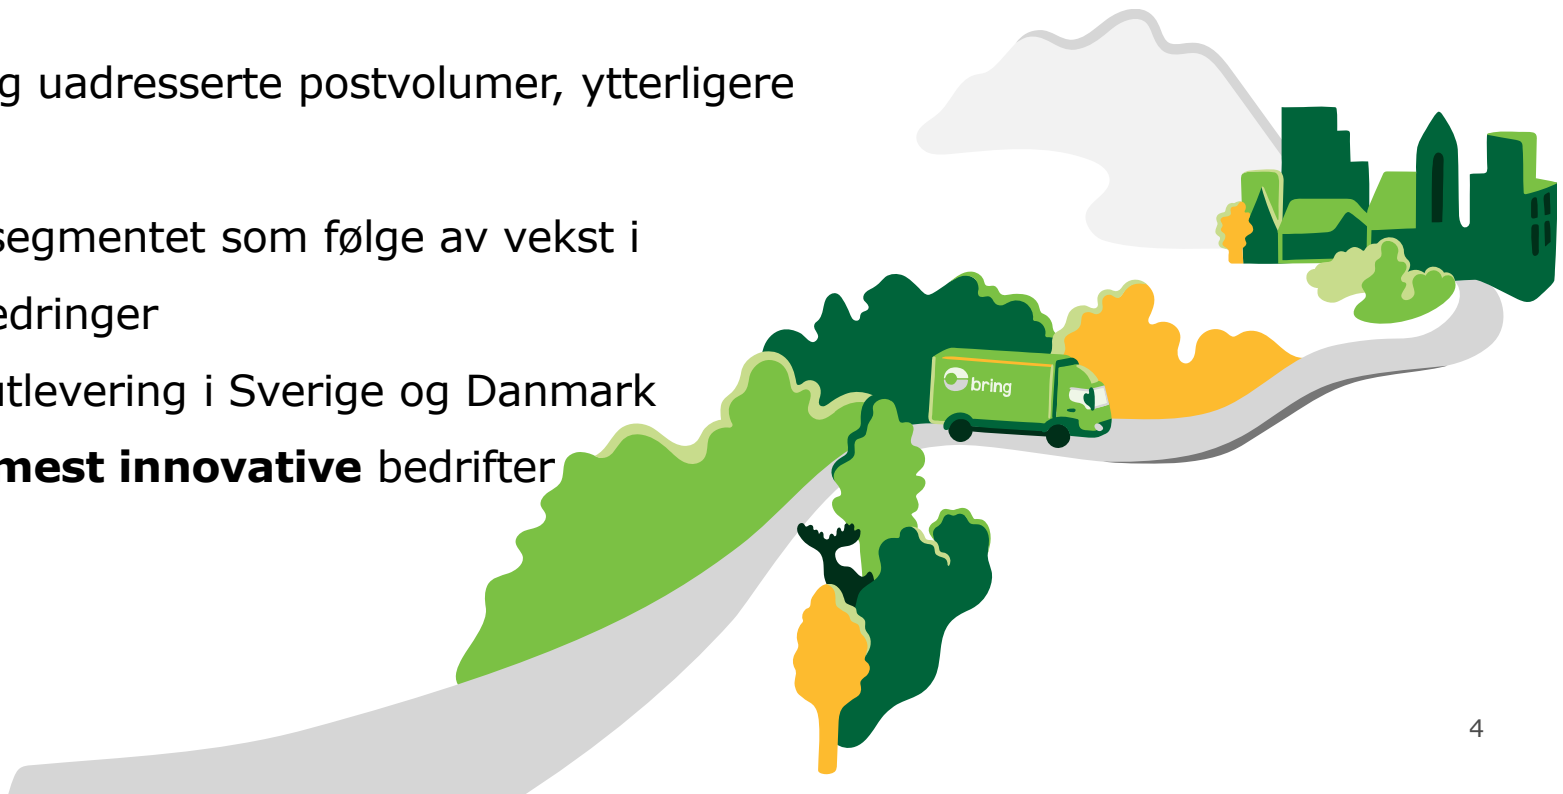 g uadresserte postvolumer, ytterligere
segmentet som følge av vekst i
edringer
utlevering i Sverige og Danmark
mest innovative bedrifter
bring
4